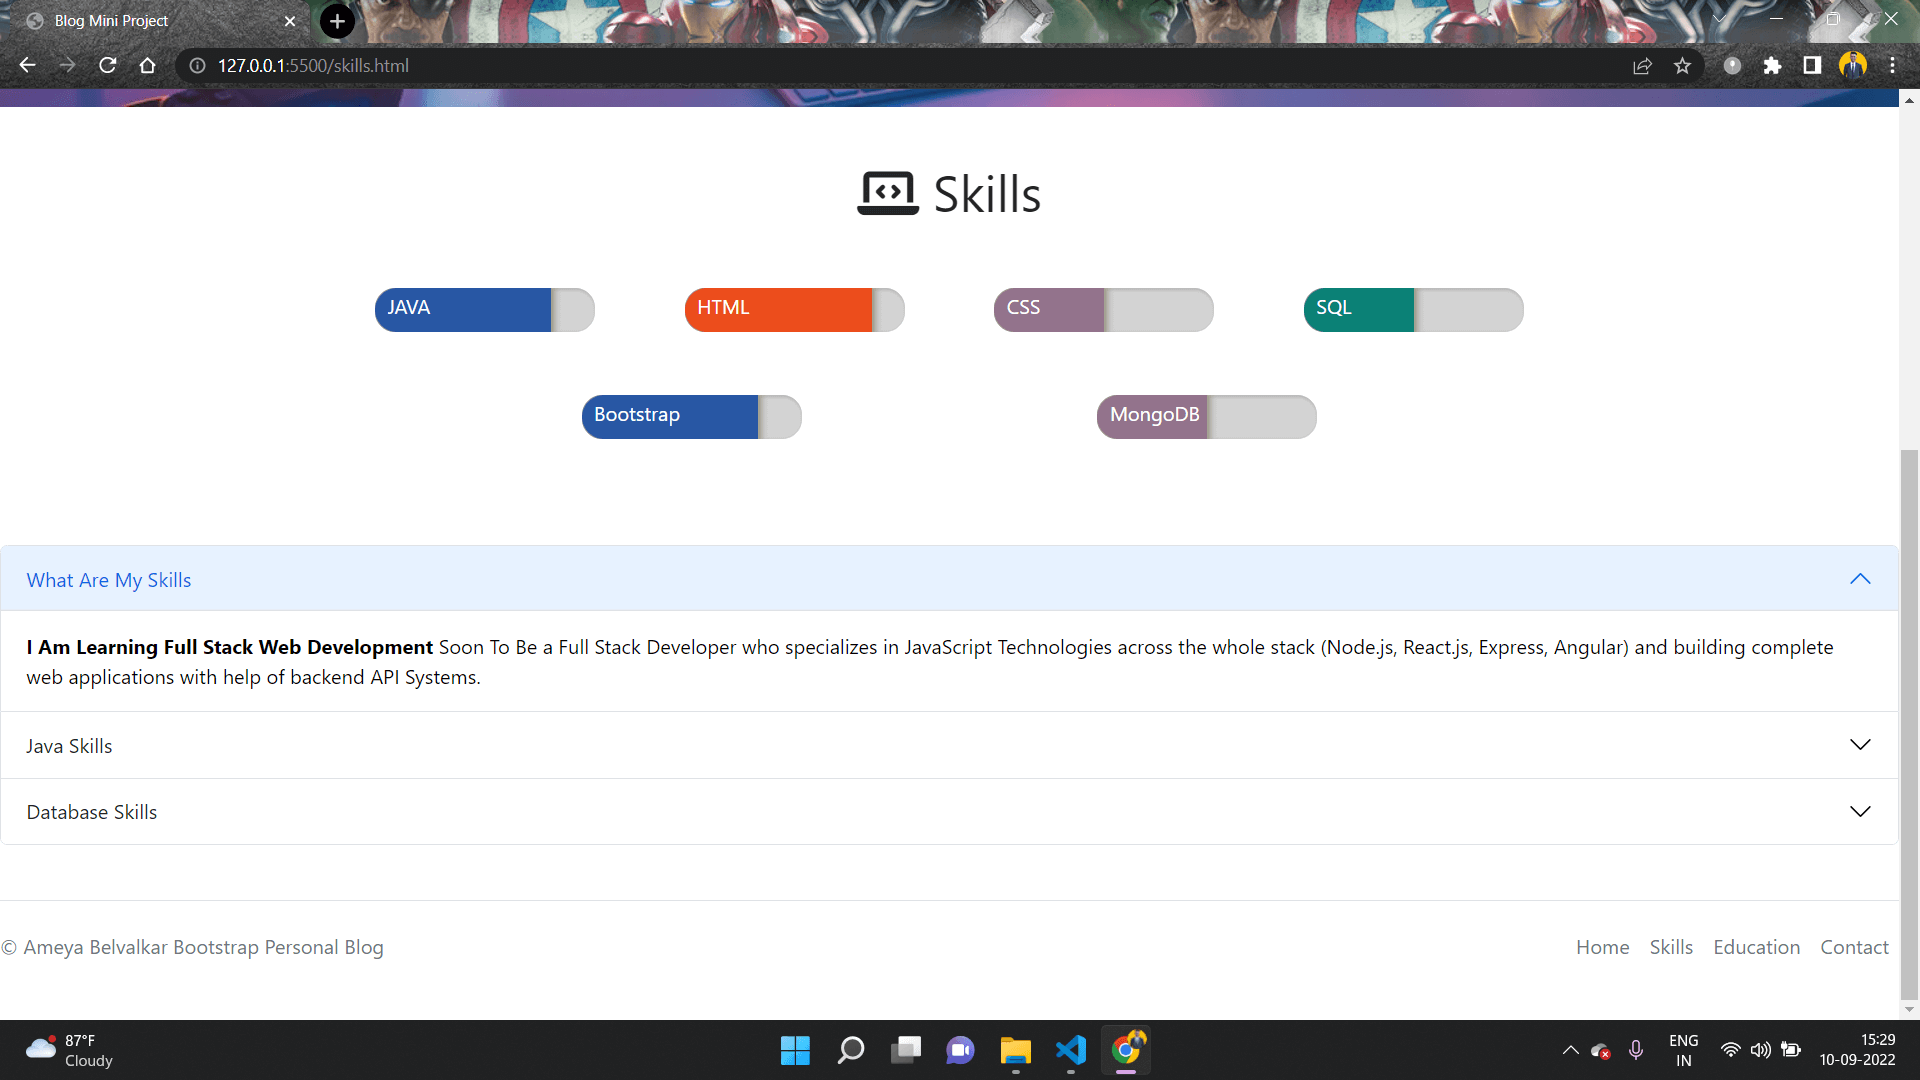 Blog Mini Project
127.0.0.1:5500/skills.html
Skills
JAVA
HTML
CSS
SQL
Bootstrap
MongoDB
What Are My Skills
I Am Learning Full Stack Web Development Soon To Be a Full Stack Developer who specializes in JavaScript Technologies across the whole stack (Node.js, React.js, Express, Angular) and building complete
web applications with help of backend API Systems.
Java Skills
Database Skills
© Ameya Belvalkar Bootstrap Personal Blog
Home Skills Education Contact
87°F
Cloudy
ENG
IN
15:29
10-09-2022